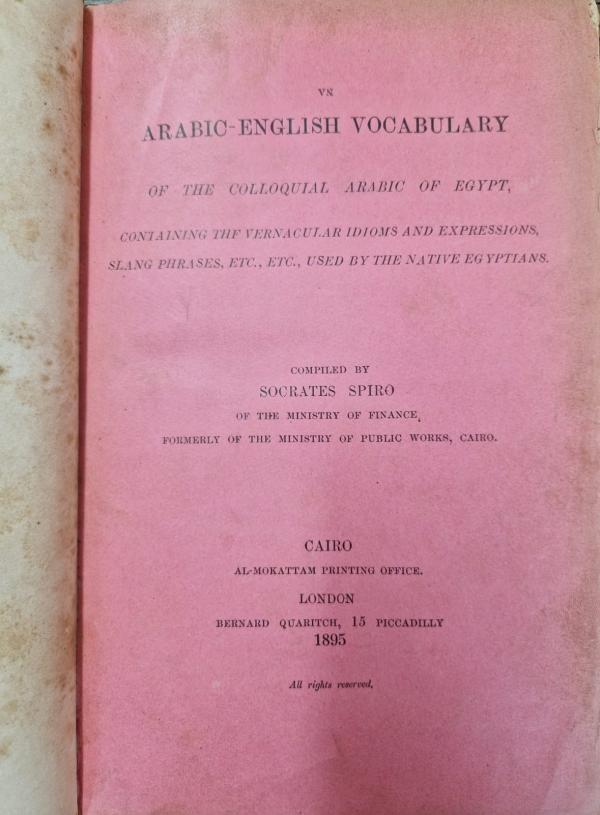 VN
ARABIC-ENGLISH VOCABULARY
OF THE COLLOQUIAL ARABIC OF EGYPT,
CONTAINING THE VERNACULAR IDIOMS AND EXPRESSIONS,
SLANG PHRASES, ETC., ETC., USED BY THE NATIVE EGYPTIANS.
COMPILED BY
SOCRATES SPIRO
OF THE MINISTRY OF FINANCE,
FORMERLY OF THE MINISTRY OF PUBLIC WORKS, CAIRO.
CAIRO
AL-MOKATTAM PRINTING OFFICE.
LONDON
BERNARD QUARITCH, 15 PICCADILLY
1895
All rights reserved,